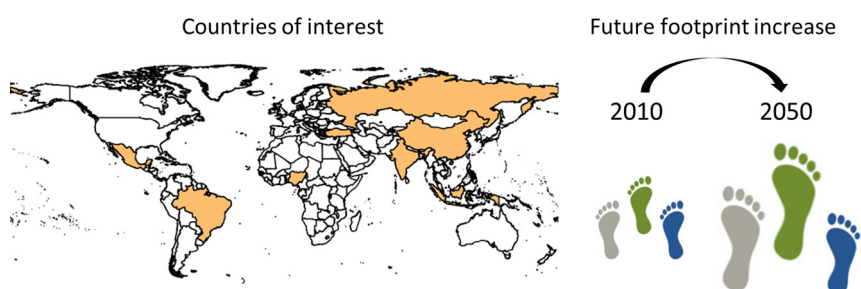 Countries of interest
Future footprint increase
2010
2050